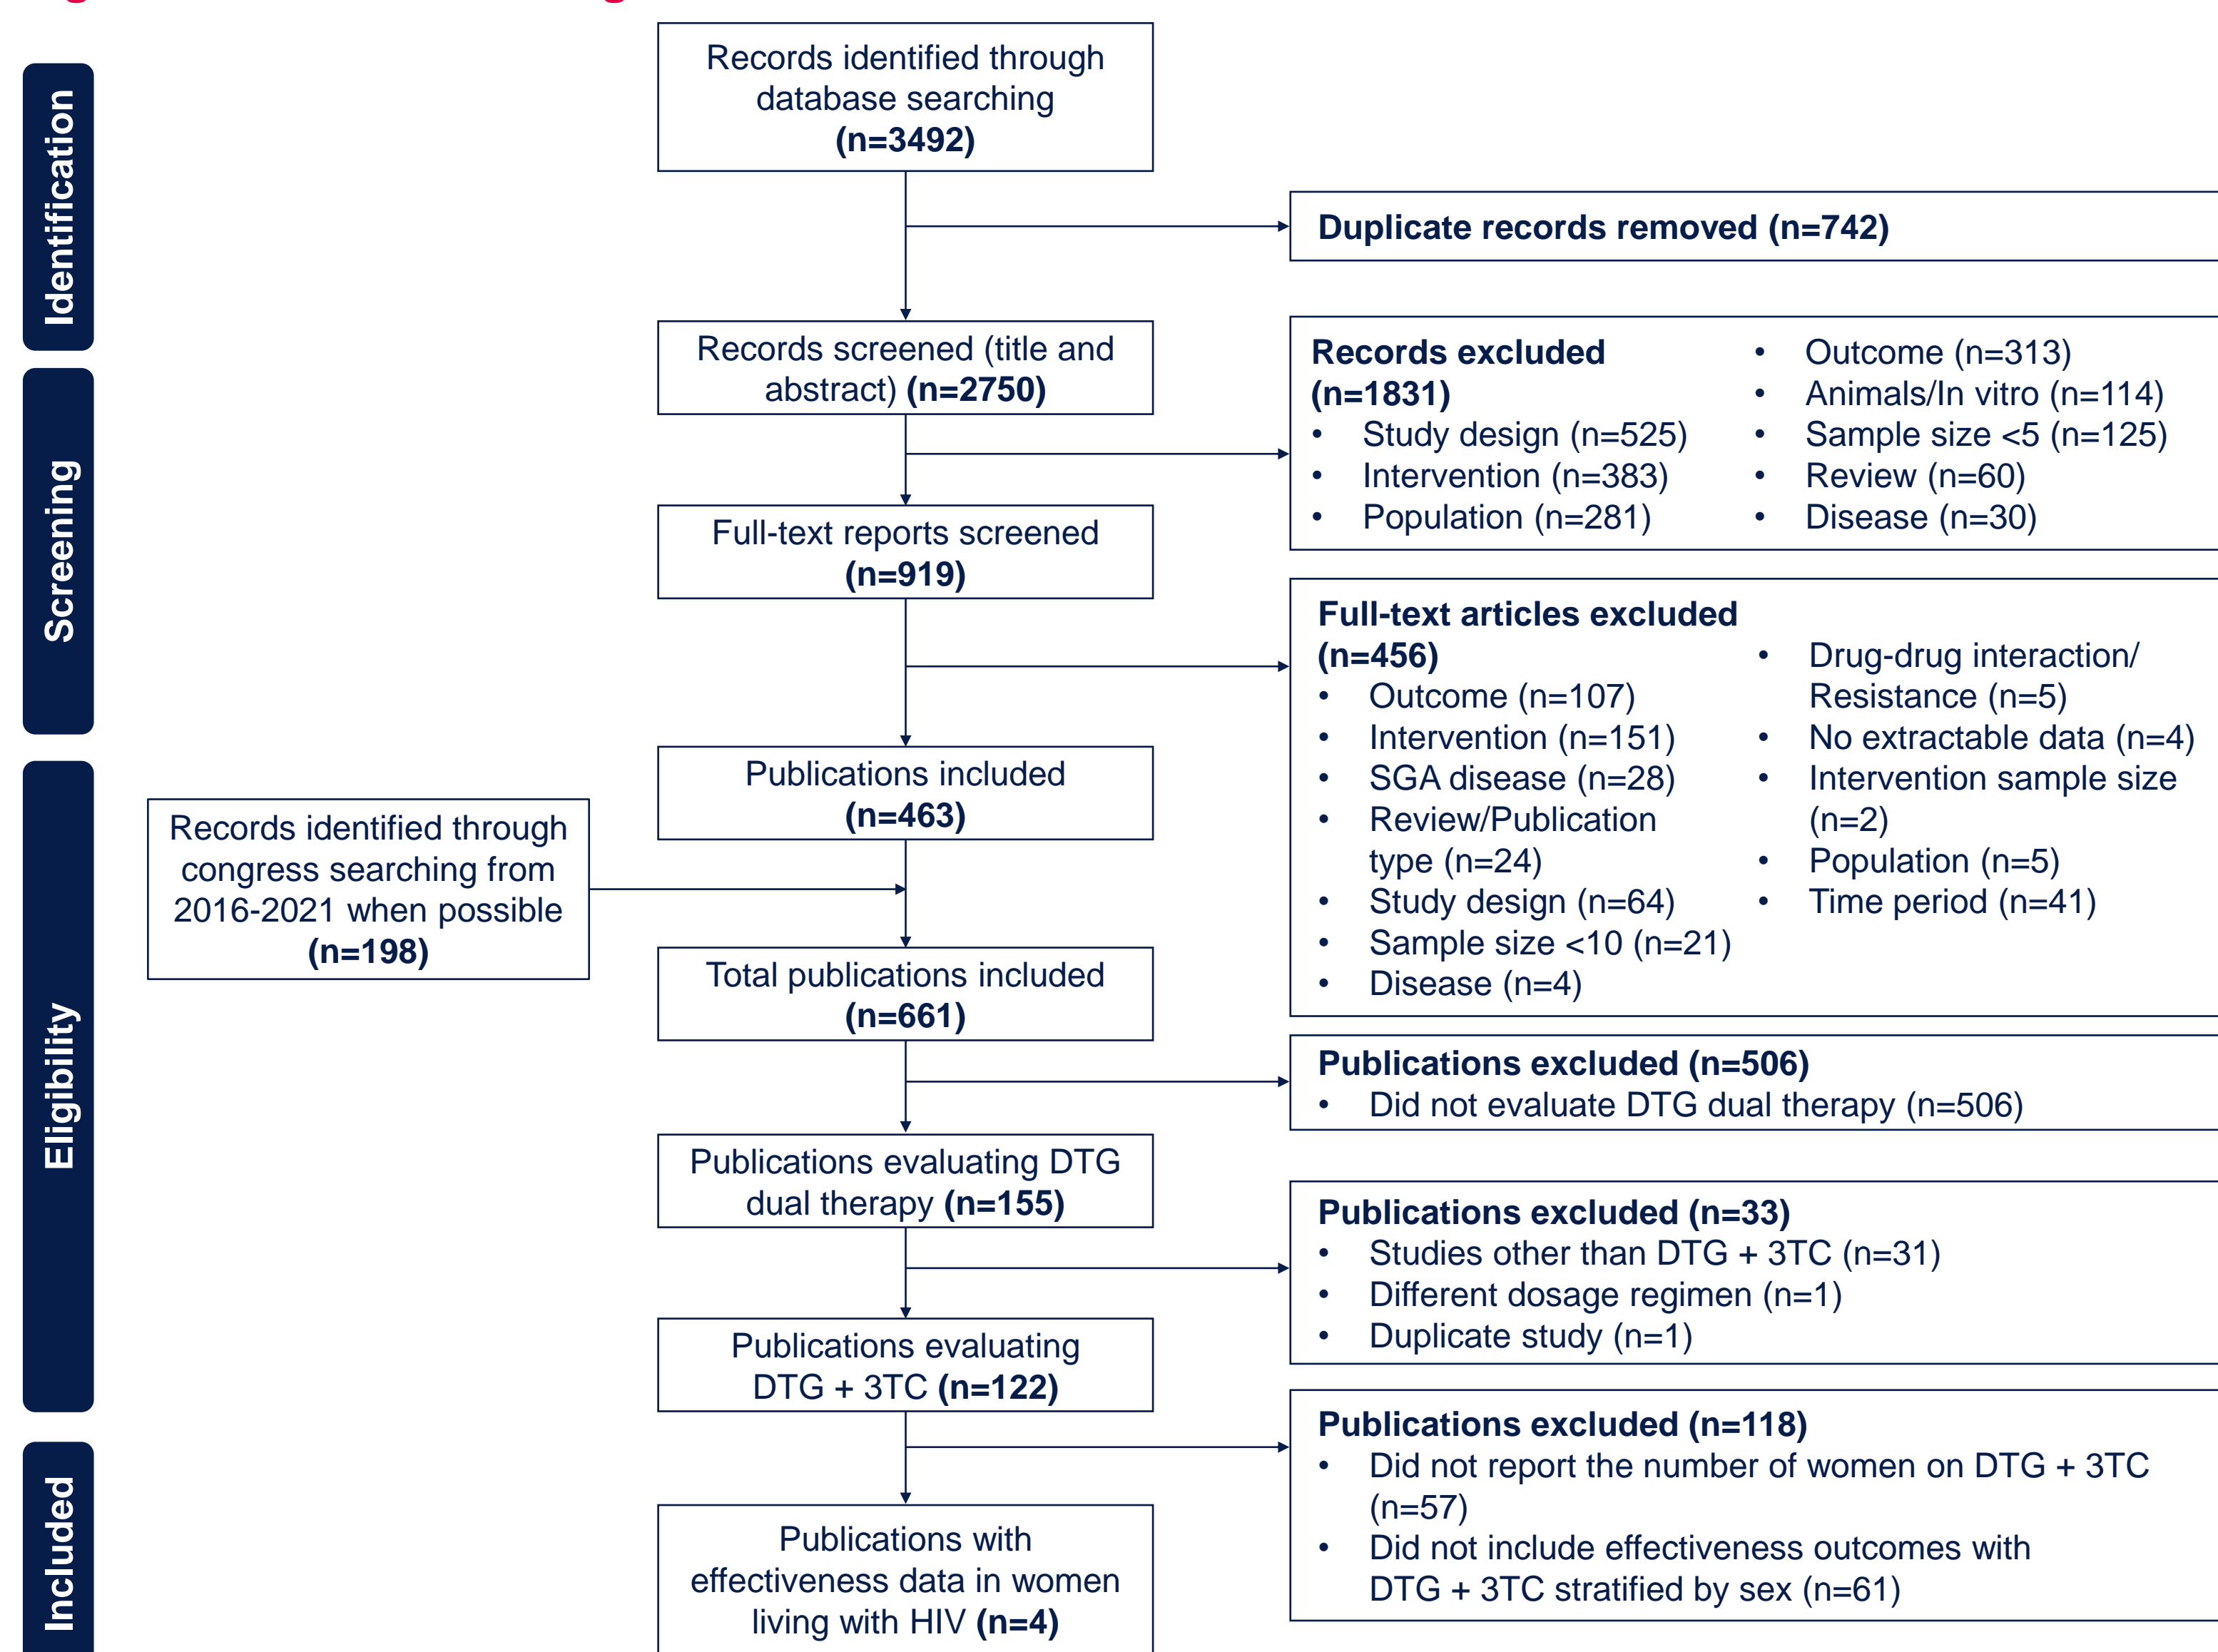 Identification
Records identified through
database searching
(n=3492)
Duplicate records removed (n=742)
Screening
Records screened (title and
abstract) (n=2750)
Records excluded
(n=1831)
• Study design (n=525)
• Intervention (n=383)
• Population (n=281)
• Outcome (n=313)
• Animals/In vitro (n=114)
• Sample size <5 (n=125)
• Review (n=60)
• Disease (n=30)
Full-text reports screened
(n=919)
Full-text articles excluded
(n=456)
• Outcome (n=107)
• Intervention (n=151)
• SGA disease (n=28)
• Review/Publication
type (n=24)
• Study design (n=64)
• Sample size <10 (n=21)
• Disease (n=4)
• Drug-drug interaction/
Resistance (n=5)
• No extractable data (n=4)
• Intervention sample size
(n=2)
• Population (n=5)
• Time period (n=41)
Eligibility
Publications included
(n=463)
Records identified through
congress searching from
2016-2021 when possible
(n=198)
Total publications included
(n=661)
Publications excluded (n=506)
• Did not evaluate DTG dual therapy (n=506)
Publications evaluating DTG
dual therapy (n=155)
Publications excluded (n=33)
• Studies other than DTG + 3TC (n=31)
• Different dosage regimen (n=1)
• Duplicate study (n=1)
Publications evaluating
DTG + 3TC (n=122)
Publications excluded (n=118)
• Did not report the number of women on DTG + 3TC
(n=57)
• Did not include effectiveness outcomes with
DTG + 3TC stratified by sex (n=61)
Included
Publications with
effectiveness data in women
living with HIV (n=4)